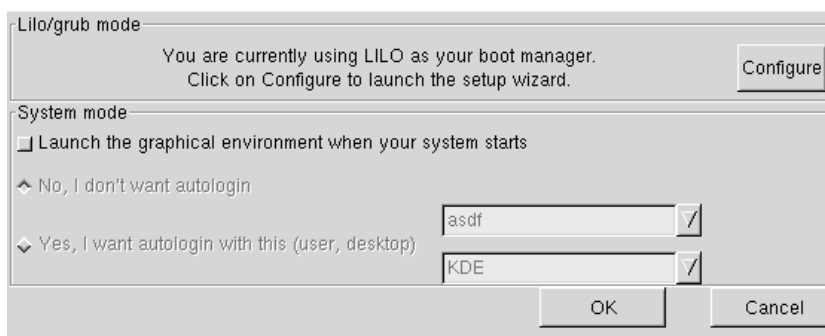 Lilo/grub mode
You are currently using LILO as your boot manager.
Click on Configure to launch the setup wizard.
Configure
System mode
Launch the graphical environment when your system starts
No, I don't want autologin
asdf
Yes, I want autologin with this (user, desktop)
KDE
OK
Cancel